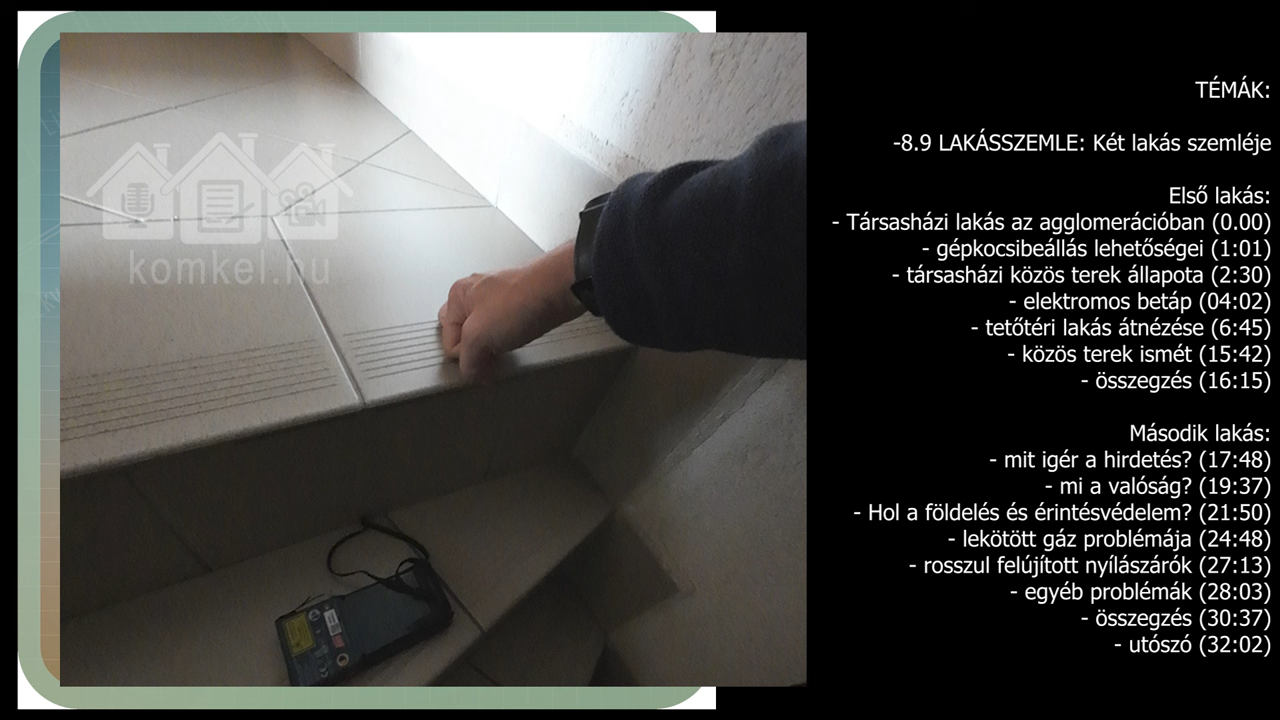 komkel.hu
TÉMÁK:
-8.9 LAKÁSSZEMLE: Két lakás szemléje
Első lakás:
- Társasházi lakás az agglomerációban (0.00)
- gépkocsibeállás lehetőségei (1:01)
- társasházi közös terek állapota (2:30)
- elektromos betáp (04:02)
- tetőtéri lakás átnézése (6:45)
- közös terek ismét (15:42)
- összegzés (16:15)
Második lakás:
- mit igér a hirdetés? (17:48)
- mi a valóság? (19:37)
- Hol a földelés és érintésvédelem? (21:50)
- lekötött gáz problémája (24:48)
- rosszul felújított nyílászárók (27:13)
- egyéb problémák (28:03)
- összegzés (30:37)
- utószó (32:02)